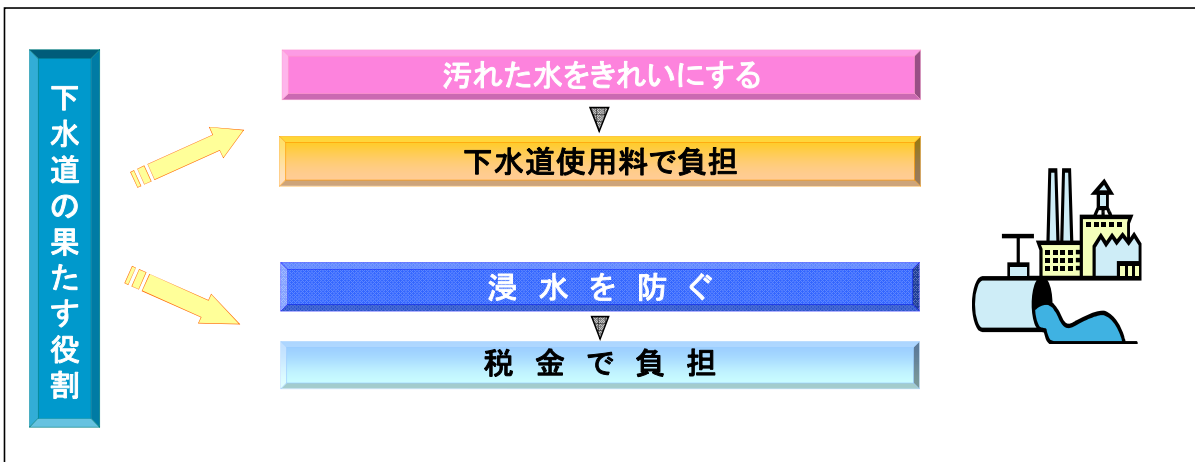 下水道の果たす役割
汚れた水をきれいにする
下水道使用料で負担
浸水を防ぐ
税金で負担